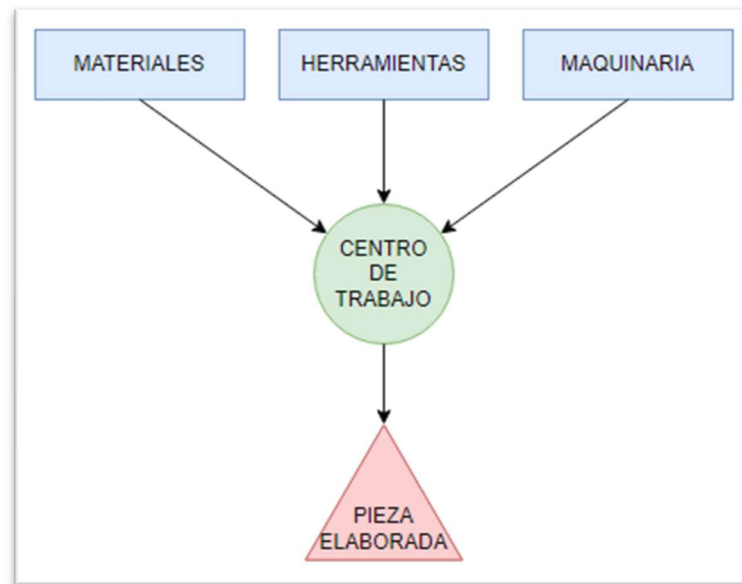 MATERIALES
HERRAMIENTAS
MAQUINARIA
CENTRO
DE
TRABAJO
PIEZA
ELABORADA